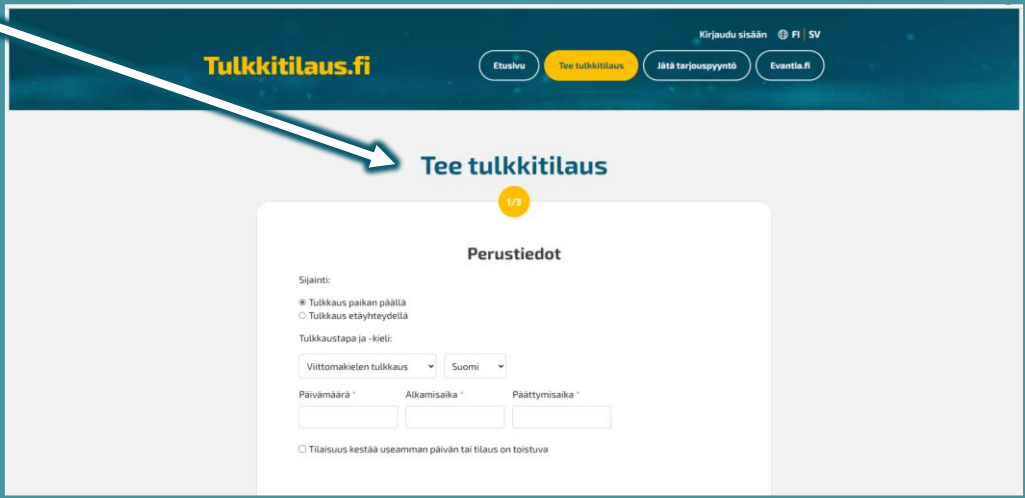 Kirjaudu sisään FI | SV
Tulkkitilaus.fi
Etusivu Tee tulkkitilaus Jätä tarjouspyyntö Evantia.fi
Tee tulkkitilaus
1/3
Perustiedot
Sijainti:
Tulkkaus paikan päällä
Tulkkaus etäyhteydellä
Tulkkaustapa ja -kieli:
Viittomakielen tulkkaus Suomi
Päivämäärä * Alkamisaika * Päättymisaika *
Tilaisuus kestää useamman päivän tai tilaus on toistuva